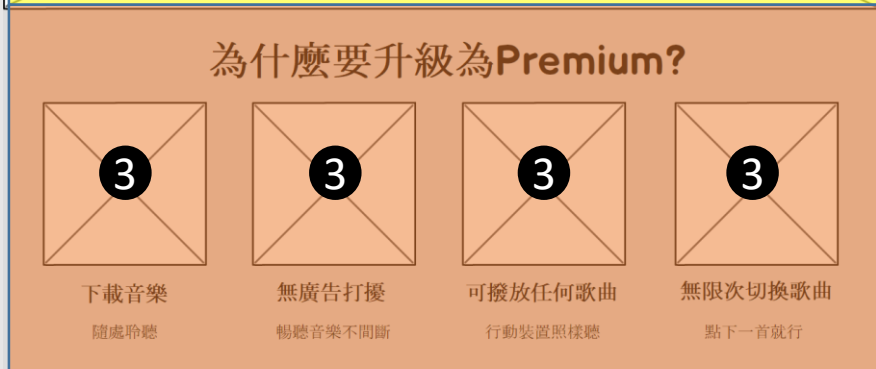 為什麼要升級為Premium?
3 3 3 3
下載音樂 無廣告打擾 可撥放任何歌曲 無限次切換歌曲
隨處聆聽 暢聽音樂不間斷 行動裝置照樣聽 點下一首就行